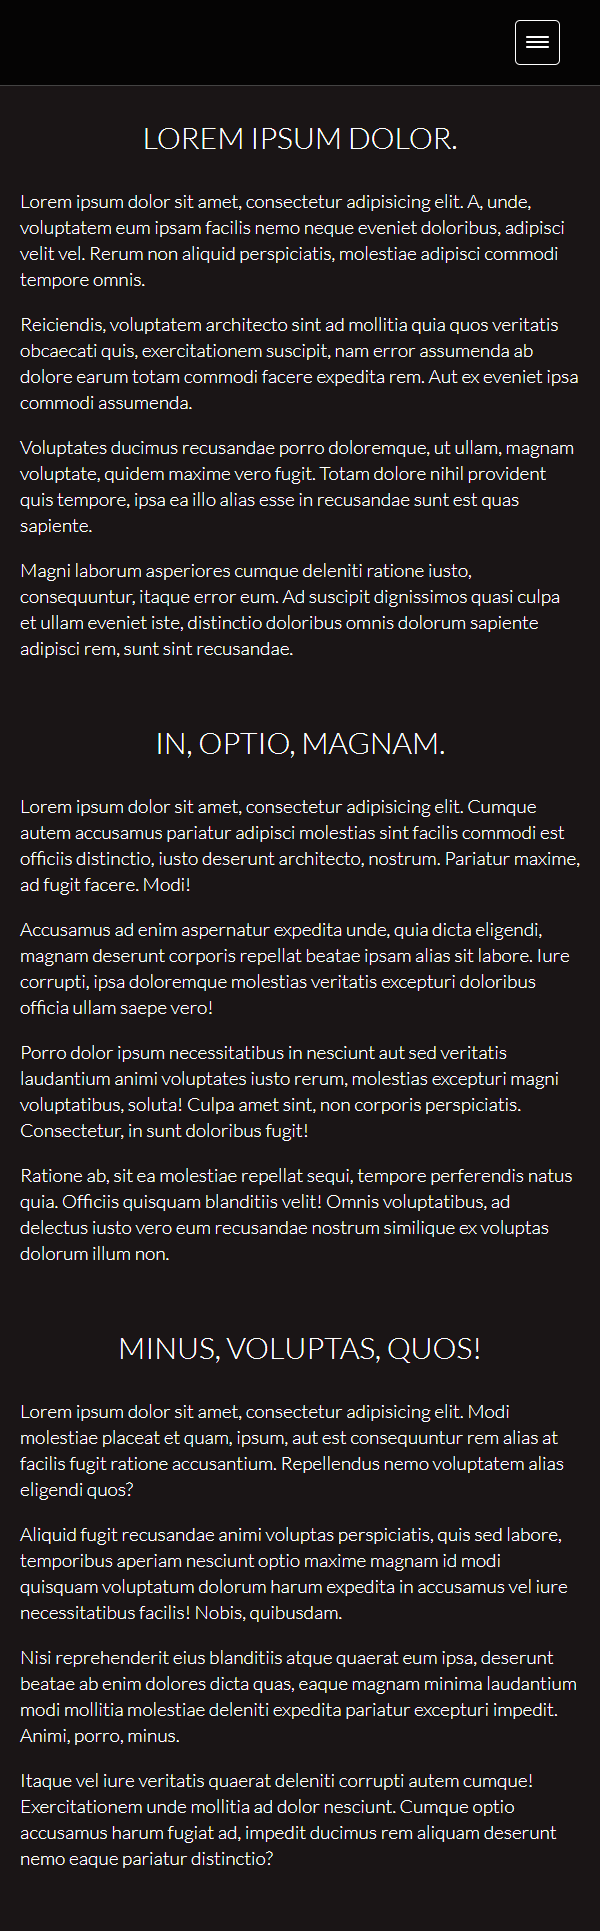 LOREM IPSUM DOLOR.
Lorem ipsum dolor sit amet, consectetur adipisicing elit. A, unde,
voluptatem eum ipsam facilis nemo neque eveniet doloribus, adipisci
velit vel. Rerum non aliquid perspiciatis, molestiae adipisci commodi
tempore omnis.
Reiciendis, voluptatem architecto sint ad mollitia quia quos veritatis
obcaecati quis, exercitationem suscipit, nam error assumenda ab
dolore earum totam commodi facere expedita rem. Aut ex eveniet ipsa
commodi assumenda.
Voluptates ducimus recusandae porro doloremque, ut ullam, magnam
voluptate, quidem maxime vero fugit. Totam dolore nihil provident
quis tempore, ipsa ea illo alias esse in recusandae sunt est quas
sapiente.
Magni laborum asperiores cumque deleniti ratione iusto,
consequuntur, itaque error eum. Ad suscipit dignissimos quasi culpa
et ullam eveniet iste, distinctio doloribus omnis dolorum sapiente
adipisci rem, sunt sint recusandae.
IN, OPTIO, MAGNAM.
Lorem ipsum dolor sit amet, consectetur adipisicing elit. Cumque
autem accusamus pariatur adipisci molestias sint facilis commodi est
officiis distinctio, iusto deserunt architecto, nostrum. Pariatur maxime,
ad fugit facere. Modi!
Accusamus ad enim aspernatur expedita unde, quia dicta eligendi,
magnam deserunt corporis repellat beatae ipsam alias sit labore. Iure
corrupti, ipsa doloremque molestias veritatis excepturi doloribus
officia ullam saepe vero!
Porro dolor ipsum necessitatibus in nesciunt aut sed veritatis
laudantium animi voluptates iusto rerum, molestias excepturi magni
voluptatibus, soluta! Culpa amet sint, non corporis perspiciatis.
Consectetur, in sunt doloribus fugit!
Ratione ab, sit ea molestiae repellat sequi, tempore perferendis natus
quia. Officiis quisquam blanditiis velit! Omnis voluptatibus, ad
delectus iusto vero eum recusandae nostrum similique ex voluptas
dolorum illum non.
MINUS, VOLUPTAS, QUOS!
Lorem ipsum dolor sit amet, consectetur adipisicing elit. Modi
molestiae placeat et quam, ipsum, aut est consequuntur rem alias at
facilis fugit ratione accusantium. Repellendus nemo voluptatem alias
eligendi quos?
Aliquid fugit recusandae animi voluptas perspiciatis, quis sed labore,
temporibus aperiam nesciunt optio maxime magnam id modi
quisquam voluptatum dolorum harum expedita in accusamus vel iure
necessitatibus facilis! Nobis, quibusdam.
Nisi reprehenderit eius blanditiis atque quaerat eum ipsa, deserunt
beatae ab enim dolores dicta quas, eaque magnam minima laudantium
modi mollitia molestiae deleniti expedita pariatur excepturi impedit.
Animi, porro, minus.
Itaque vel iure veritatis quaerat deleniti corrupti autem cumque!
Exercitationem unde mollitia ad dolor nesciunt. Cumque optio
accusamus harum fugiat ad, impedit ducimus rem aliquam deserunt
nemo eaque pariatur distinctio?